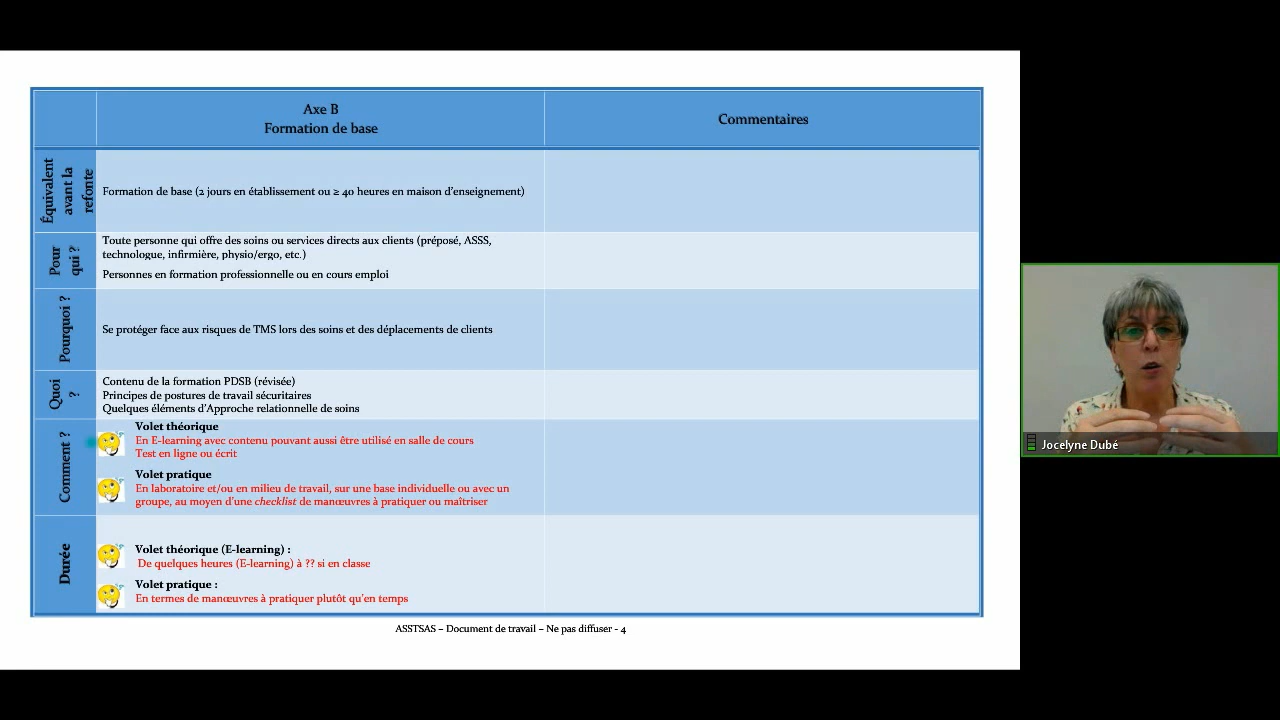 Axe B
Formation de base
Commentaires
Équivalent
avant la
refonte
Formation de base (2 jours en établissement ou ≥ 40 heures en maison d'enseignement)
Pour
qui ?
Toute personne qui offre des soins ou services directs aux clients (préposé, ASSS,
technologue, infirmière, physio/ergo, etc.)
Personnes en formation professionnelle ou en cours emploi
Pourquoi ?
Se protéger face aux risques de TMS lors des soins et des déplacements de clients
Quoi
?
Contenu de la formation PDSB (révisée)
Principes de postures de travail sécuritaires
Quelques éléments d'Approche relationnelle de soins
Comment ?
Volet théorique
En E-learning avec contenu pouvant aussi être utilisé en salle de cours
Test en ligne ou écrit
Volet pratique
En laboratoire et/ou en milieu de travail, sur une base individuelle ou avec un
groupe, au moyen d'une checklist de manœuvres à pratiquer ou maîtriser
Durée
Volet théorique (E-learning) :
De quelques heures (E-learning) à ?? si en classe
Volet pratique :
En termes de manœuvres à pratiquer plutôt qu'en temps
ASSTSAS – Document de travail – Ne pas diffuser - 4
Jocelyne Dubé